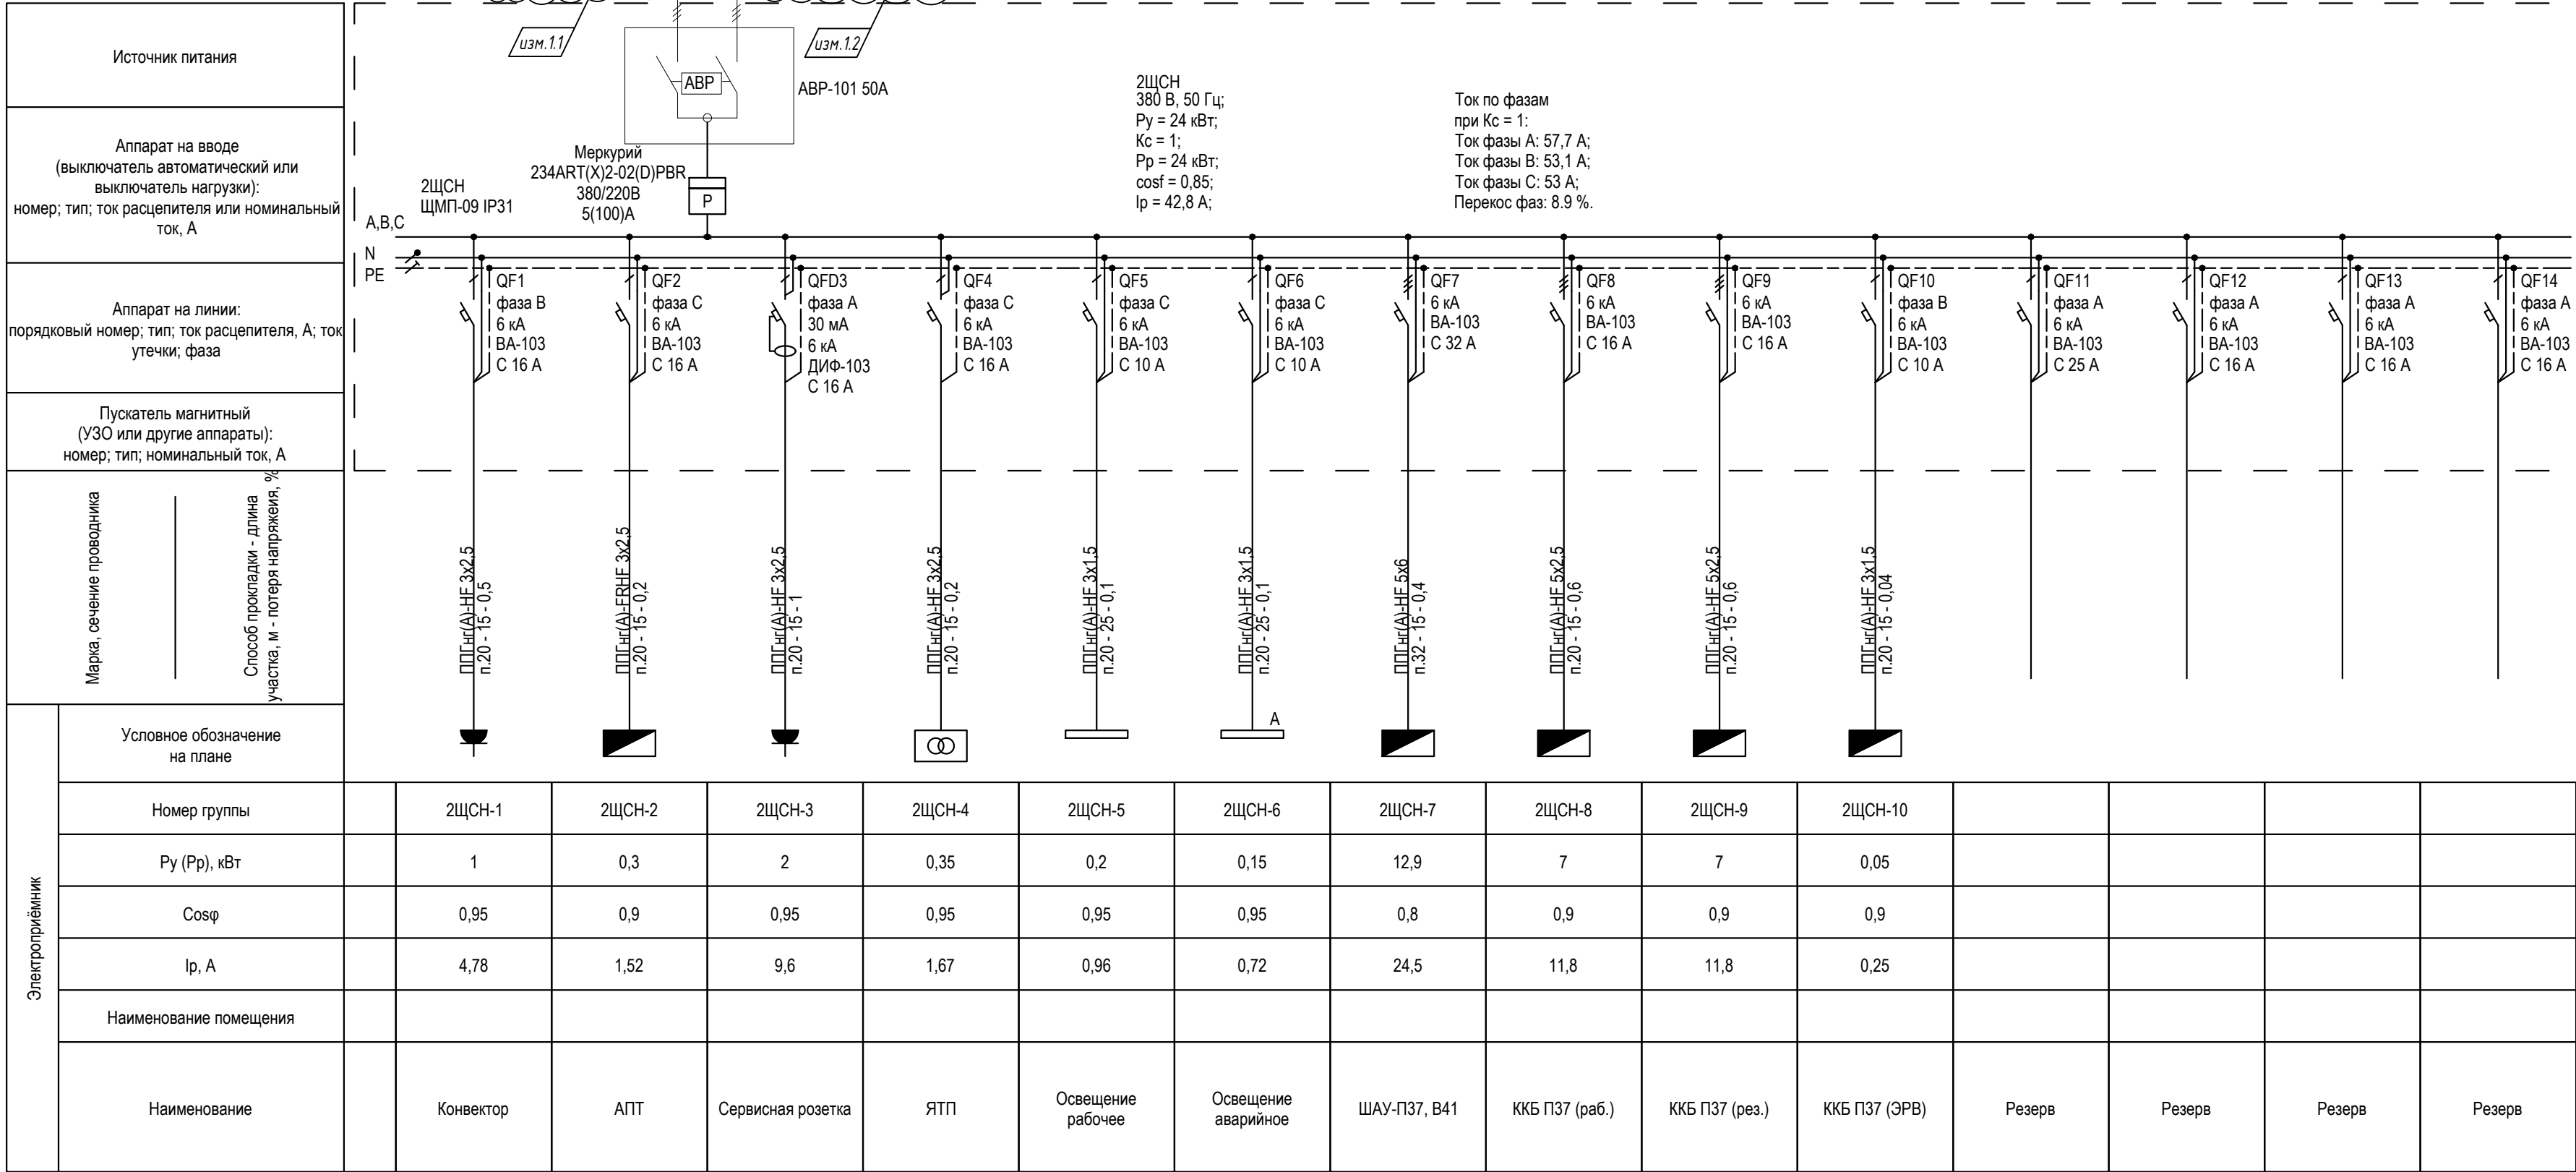 изм.1.1
изм.1.2
Источник питания
АВР
АВР-101 50А
Аппарат на вводе
(выключатель автоматический или
выключатель нагрузки):
номер; тип; ток расцепителя или номинальный
ток, А
2ЩСН
ЩМП-09 IP31
Меркурий
234ART(X)2-02(D)PBR
380/220В
5(100)А
P
2ЩСН
380 В, 50 Гц;
Ру = 24 кВт;
Кс = 1;
Рр = 24 кВт;
cosf = 0,85;
Iр = 42,8 А;
Ток по фазам
при Кс = 1:
Ток фазы А: 57,7 А;
Ток фазы В: 53,1 А;
Ток фазы С: 53 А;
Перекос фаз: 8.9 %.
A,B,C
N
PE
Аппарат на линии:
порядковый номер; тип; ток расцепителя, А; ток
утечки; фаза
QF1
фаза В
6 кА
ВА-103
С 16 А
QF2
фаза С
6 кА
ВА-103
С 16 А
QFD3
фаза А
30 мА
6 кА
ДИФ-103
С 16 А
QF4
фаза С
6 кА
ВА-103
С 16 А
QF5
фаза С
6 кА
ВА-103
С 10 А
QF6
фаза С
6 кА
ВА-103
С 10 А
QF7
6 кА
ВА-103
С 32 А
QF8
6 кА
ВА-103
С 16 А
QF9
6 кА
ВА-103
С 16 А
QF10
фаза В
6 кА
ВА-103
С 10 А
QF11
фаза А
6 кА
ВА-103
С 25 А
QF12
фаза А
6 кА
ВА-103
С 16 А
QF13
фаза А
6 кА
ВА-103
С 16 А
QF14
фаза А
6 кА
ВА-103
С 16 А
Пускатель магнитный
(УЗО или другие аппараты):
номер; тип; номинальный ток, А
Марка, сечение проводника
Способ прокпадки - длина
участка, м - потеря напряжеия, %
ППГнг(А)-HF 3х2,5
п.20 - 15 - 0,5
ППГнг(А)-FRHF 3х2,5
п.20 - 15 - 0,2
ППГнг(А)-HF 3х2,5
п.20 - 15 - 1
ППГнг(А)-HF 3х2,5
п.20 - 15 - 0,2
ППГнг(А)-HF 3х1,5
п.20 - 25 - 0,1
ППГнг(А)-HF 3х1,5
п.20 - 25 - 0,1
ППГнг(А)-HF 5х6
п.32 - 15 - 0,4
ППГнг(А)-HF 5х2,5
п.20 - 15 - 0,6
ППГнг(А)-HF 5х2,5
п.20 - 15 - 0,6
ППГнг(А)-HF 3х1,5
п.20 - 15 - 0,04
Электроприёмник
Условное обозначение
на плане
А
Номер группы
2ЩСН-1
2ЩСН-2
2ЩСН-3
2ЩСН-4
2ЩСН-5
2ЩСН-6
2ЩСН-7
2ЩСН-8
2ЩСН-9
2ЩСН-10
Ру (Рр), кВт
1
0,3
2
0,35
0,2
0,15
12,9
7
7
0,05
Cosφ
0,95
0,9
0,95
0,95
0,95
0,95
0,8
0,9
0,9
0,9
Iр, А
4,78
1,52
9,6
1,67
0,96
0,72
24,5
11,8
11,8
0,25
Наименование помещения
Наименование
Конвектор
АПТ
Сервисная розетка
ЯТП
Освещение
рабочее
Освещение
аварийное
ШАУ-П37, В41
ККБ П37 (раб.)
ККБ П37 (рез.)
ККБ П37 (ЭРВ)
Резерв
Резерв
Резерв
Резерв